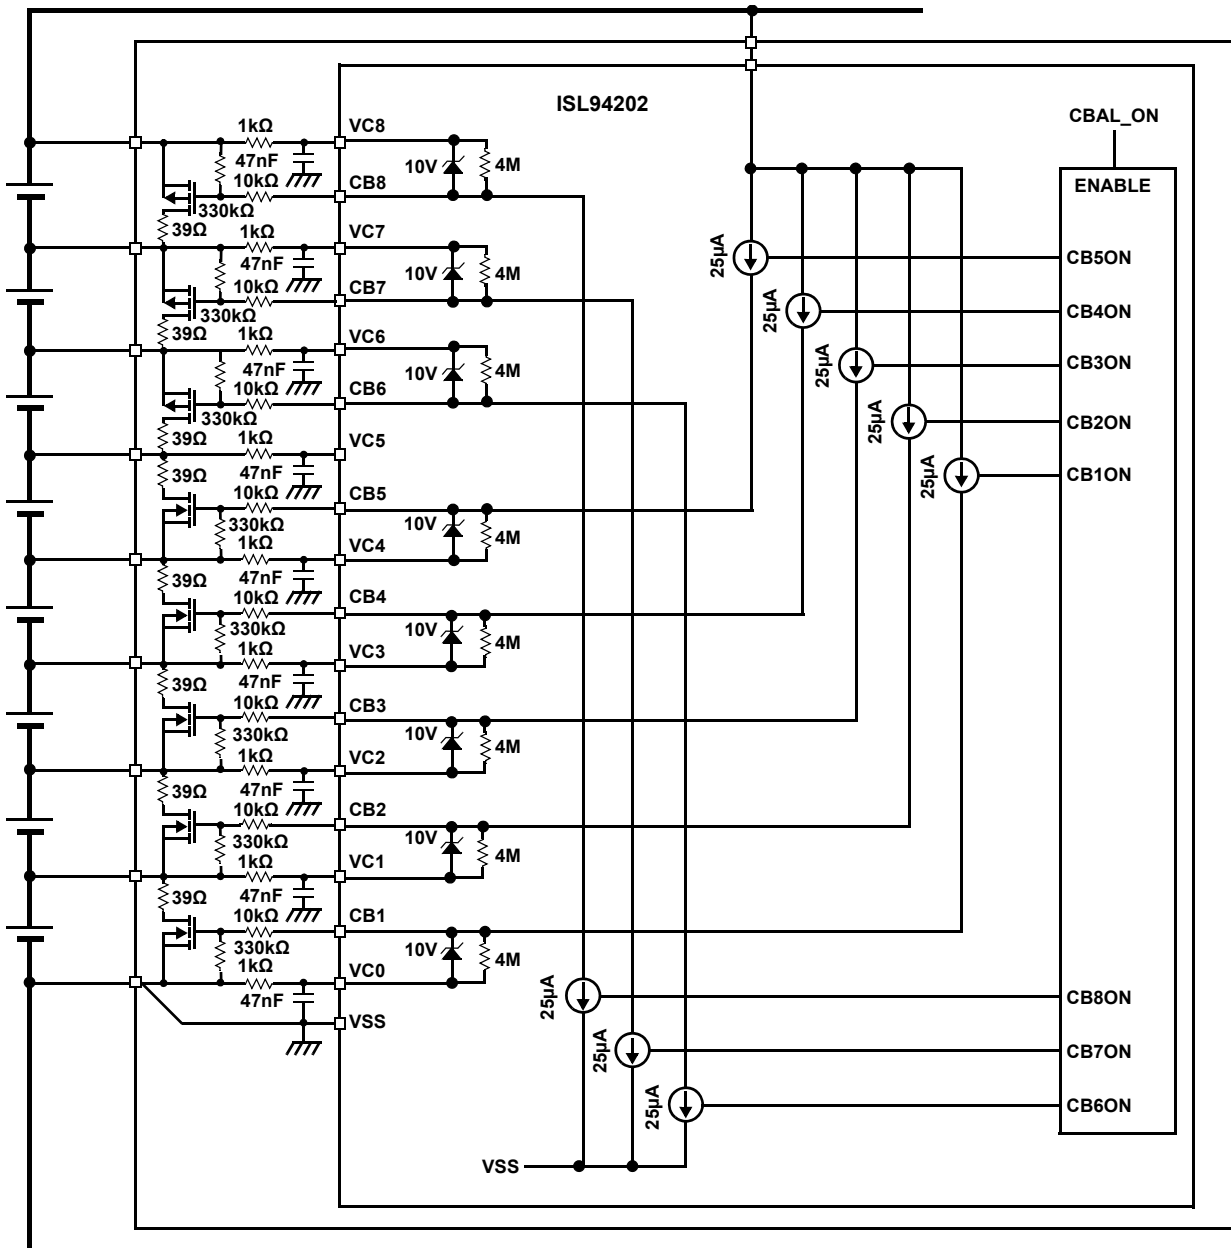 ISL94202
CBAL_ON
ENABLE
1kΩ
VC8
47nF
10V
4M
10kΩ
CB8
330kΩ
39Ω
1kΩ
VC7
47nF
10V
4M
10kΩ
CB7
330kΩ
39Ω
1kΩ
VC6
47nF
10V
4M
10kΩ
CB6
330kΩ
39Ω
1kΩ
VC5
39Ω
47nF
10kΩ
CB5
330kΩ
10V
4M
1kΩ
VC4
39Ω
47nF
10kΩ
CB4
330kΩ
10V
4M
1kΩ
VC3
39Ω
47nF
10kΩ
CB3
330kΩ
10V
4M
1kΩ
VC2
39Ω
47nF
10kΩ
CB2
330kΩ
10V
4M
1kΩ
VC1
39Ω
47nF
10kΩ
CB1
330kΩ
10V
4M
1kΩ
VC0
47nF
VSS
25µA
CB5ON
25µA
CB4ON
25µA
CB3ON
25µA
CB2ON
25µA
CB1ON
25µA
CB8ON
25µA
CB7ON
25µA
CB6ON
VSS